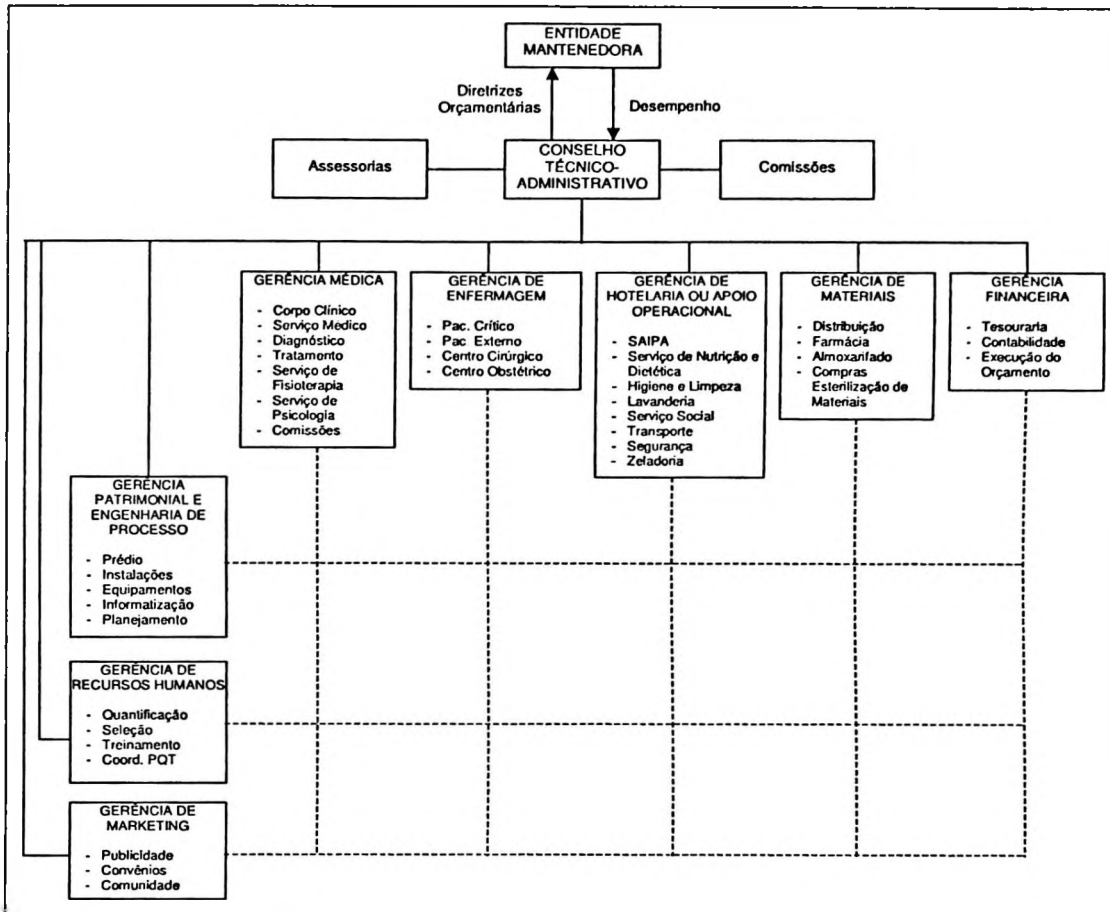 ENTIDADE
MANTENEDORA
Diretrizes
Orçamentárias
Desempenho
Assessorias
CONSELHO
TÉCNICO-
ADMINISTRATIVO
Comissões
GERÊNCIA MÉDICA
- Corpo Clínico
- Serviço Médico
- Diagnóstico
- Tratamento
- Serviço de
Fisioterapia
- Serviço de
Psicologia
- Comissões
GERÊNCIA DE
ENFERMAGEM
- Pac. Crítico
- Pac. Externo
- Centro Cirúrgico
- Centro Obstétrico
GERÊNCIA DE
HOTELARIA OU APOIO
OPERACIONAL
- SAIPA
- Serviço de Nutrição e
Dietética
- Higiene e Limpeza
- Lavanderia
- Serviço Social
- Transporte
- Segurança
- Zeladoria
GERÊNCIA DE
MATERIAIS
- Distribuição
- Farmácia
- Almoxarifado
- Compras
Esterilização de
Materiais
GERÊNCIA
FINANCEIRA
- Tesouraria
- Contabilidade
- Execução do
Orçamento
GERÊNCIA
PATRIMONIAL E
ENGENHARIA DE
PROCESSO
- Prédio
- Instalações
- Equipamentos
- Informatização
- Planejamento
GERÊNCIA DE
RECURSOS HUMANOS
- Quantificação
- Seleção
- Treinamento
- Coord. PQT
GERÊNCIA DE
MARKETING
- Publicidade
- Convênios
- Comunidade